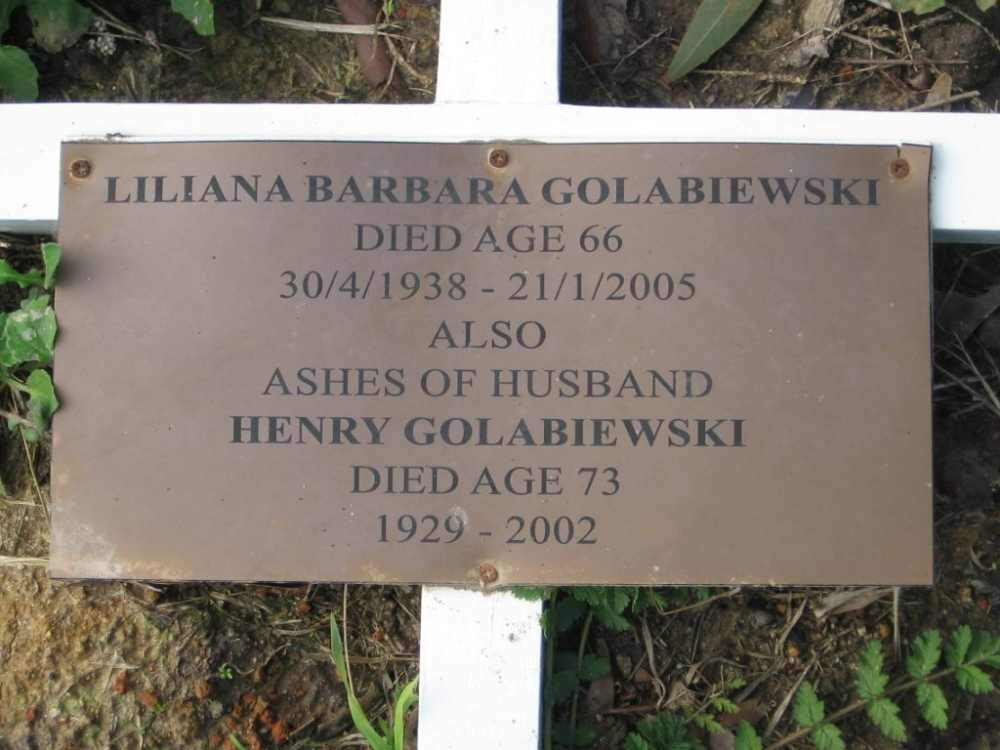 LILIANA BARBARA GOLABIEWSKI
DIED AGE 66
30/4/1938 - 21/1/2005
ALSO
ASHES OF HUSBAND
HENRY GOLABIEWSKI
DIED AGE 73
1929 - 2002